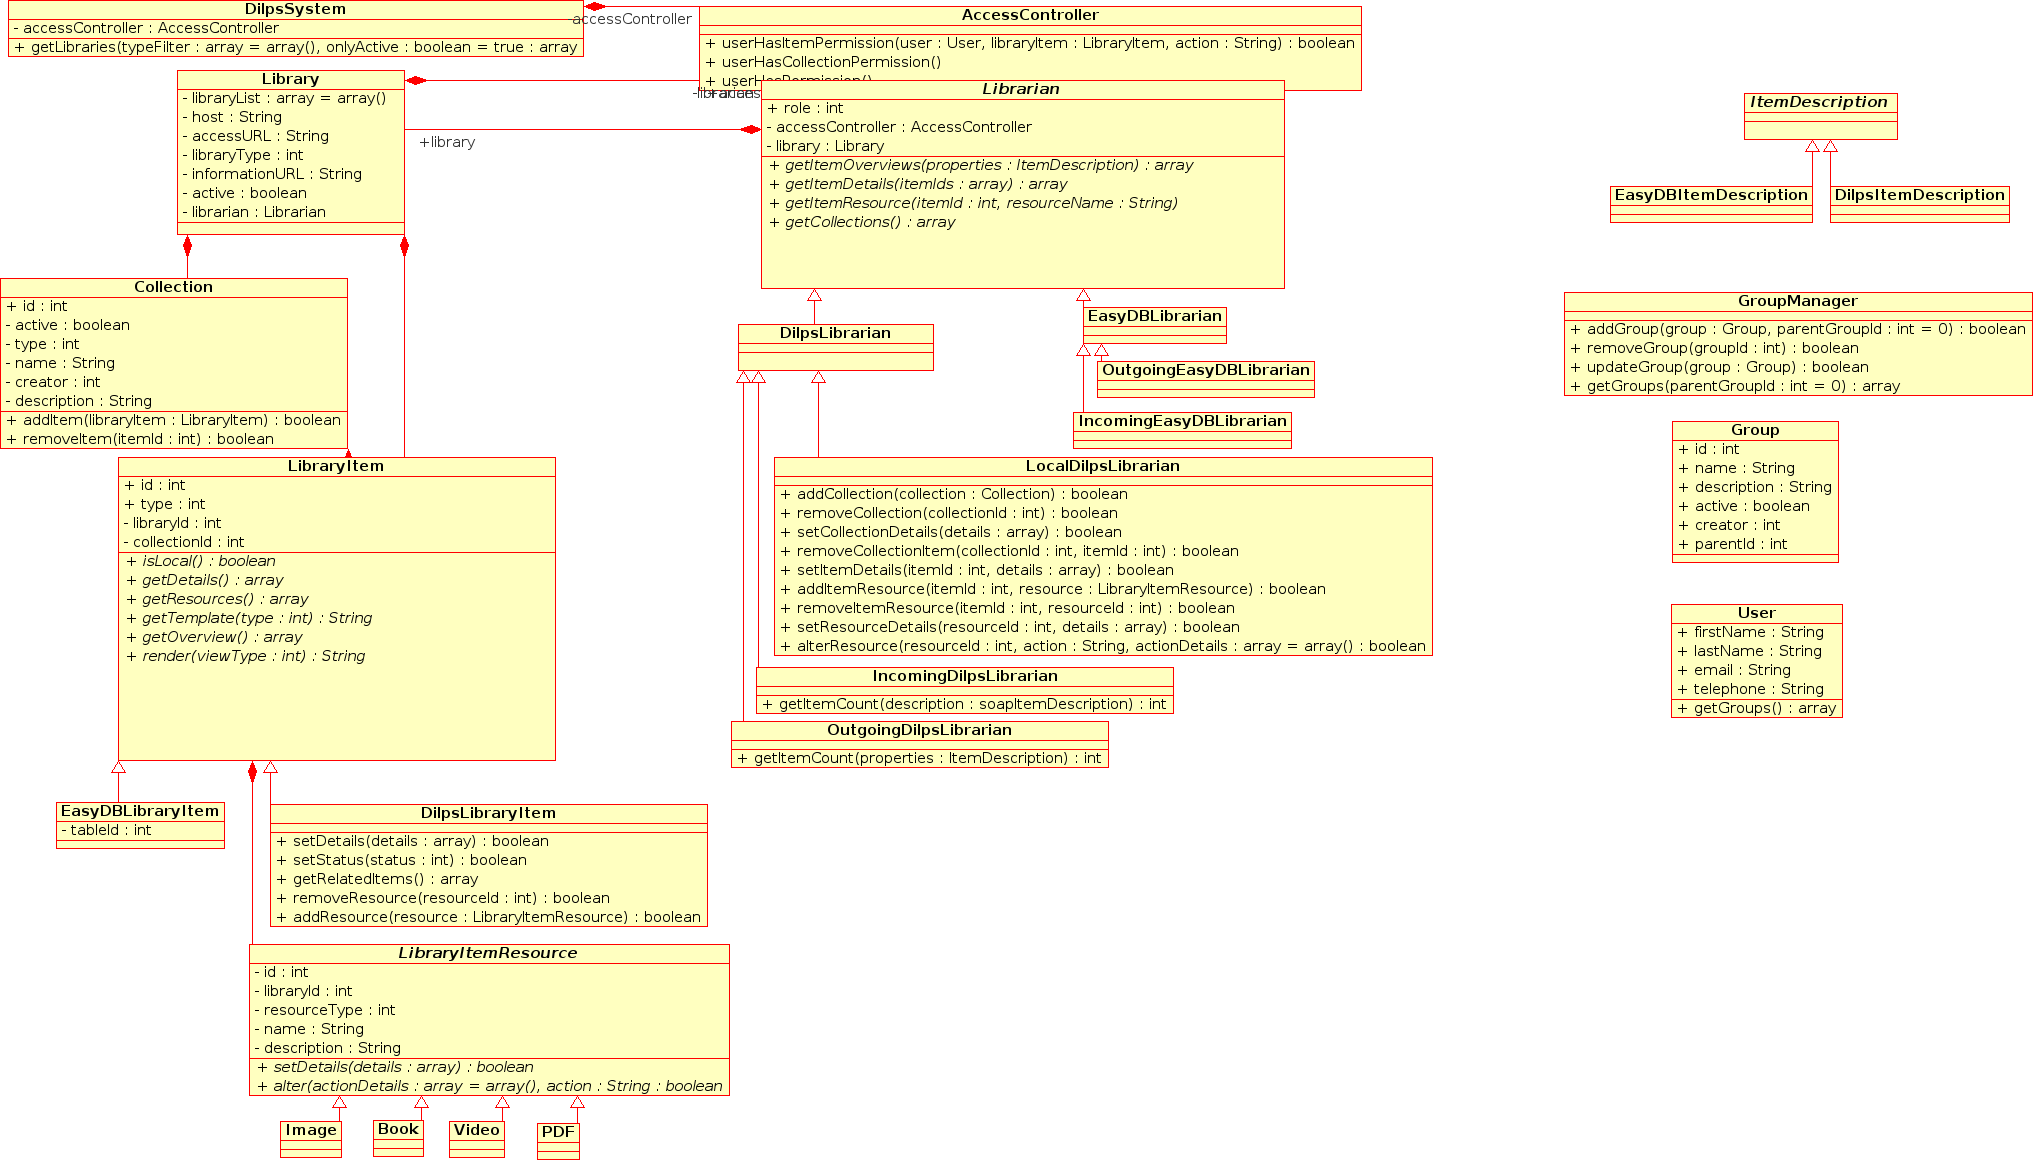 DilpsSystem
- accessController : AccessController
+ getLibraries(typeFilter : array = array(), onlyActive : boolean = true : array
-accessController
AccessController
+ userHasItemPermission(user : User, libraryItem : LibraryItem, action : String) : boolean
+ userHasCollectionPermission()
+ userHasPermission()
Library
- libraryList : array = array()
- host : String
- accessURL : String
- libraryType : int
- informationURL : String
- active : boolean
- librarian : Librarian
+library
Librarian
+ role : int
- accessController : AccessController
- library : Library
+ getItemOverviews(properties : ItemDescription) : array
+ getItemDetails(itemIds : array) : array
+ getItemResource(itemId : int, resourceName : String)
+ getCollections() : array
ItemDescription
EasyDBItemDescription
DilpsItemDescription
Collection
+ id : int
- active : boolean
- type : int
- name : String
- creator : int
- description : String
+ addItem(libraryItem : LibraryItem) : boolean
+ removeItem(itemId : int) : boolean
DilpsLibrarian
EasyDBLibrarian
OutgoingEasyDBLibrarian
IncomingEasyDBLibrarian
GroupManager
+ addGroup(group : Group, parentGroupId : int = 0) : boolean
+ removeGroup(groupId : int) : boolean
+ updateGroup(group : Group) : boolean
+ getGroups(parentGroupId : int = 0) : array
Group
+ id : int
+ name : String
+ description : String
+ active : boolean
+ creator : int
+ parentId : int
LibraryItem
+ id : int
+ type : int
- libraryId : int
- collectionId : int
+ isLocal() : boolean
+ getDetails() : array
+ getResources() : array
+ getTemplate(type : int) : String
+ getOverview() : array
+ render(viewType : int) : String
LocalDilpsLibrarian
+ addCollection(collection : Collection) : boolean
+ removeCollection(collectionId : int) : boolean
+ setCollectionDetails(details : array) : boolean
+ removeCollectionItem(collectionId : int, itemId : int) : boolean
+ setItemDetails(itemId : int, details : array) : boolean
+ addItemResource(itemId : int, resource : LibraryItemResource) : boolean
+ removeItemResource(itemId : int, resourceId : int) : boolean
+ setResourceDetails(resourceId : int, details : array) : boolean
+ alterResource(resourceId : int, action : String, actionDetails : array = array() : boolean
User
+ firstName : String
+ lastName : String
+ email : String
+ telephone : String
+ getGroups() : array
IncomingDilpsLibrarian
+ getItemCount(description : soapItemDescription) : int
OutgoingDilpsLibrarian
+ getItemCount(properties : ItemDescription) : int
EasyDBLibraryItem
- tableId : int
DilpsLibraryItem
+ setDetails(details : array) : boolean
+ setStatus(status : int) : boolean
+ getRelatedItems() : array
+ removeResource(resourceId : int) : boolean
+ addResource(resource : LibraryItemResource) : boolean
LibraryItemResource
- id : int
- libraryId : int
- resourceType : int
- name : String
- description : String
+ setDetails(details : array) : boolean
+ alter(actionDetails : array = array(), action : String : boolean
Image
Book
Video
PDF